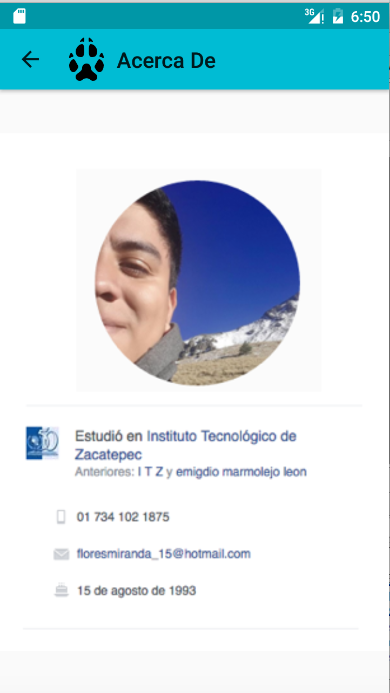 3G 6:50
Acerca De
Estudió en Instituto Tecnológico de
Zacatepec
Anteriores: I T Z y emigdio marmolejo leon
01 734 102 1875
floresmiranda_15@hotmail.com
15 de agosto de 1993